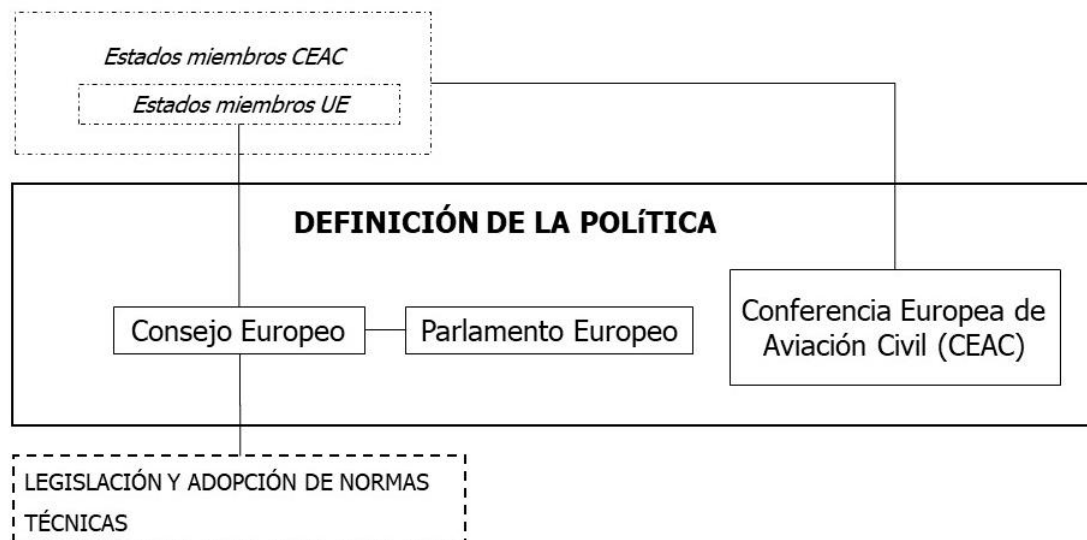 Estados miembros CEAC
Estados miembros UE
DEFINICIÓN DE LA POLíTICA
Consejo Europeo
Parlamento Europeo
Conferencia Europea de
Aviación Civil (CEAC)
LEGISLACIÓN Y ADOPCIÓN DE NORMAS
TÉCNICAS